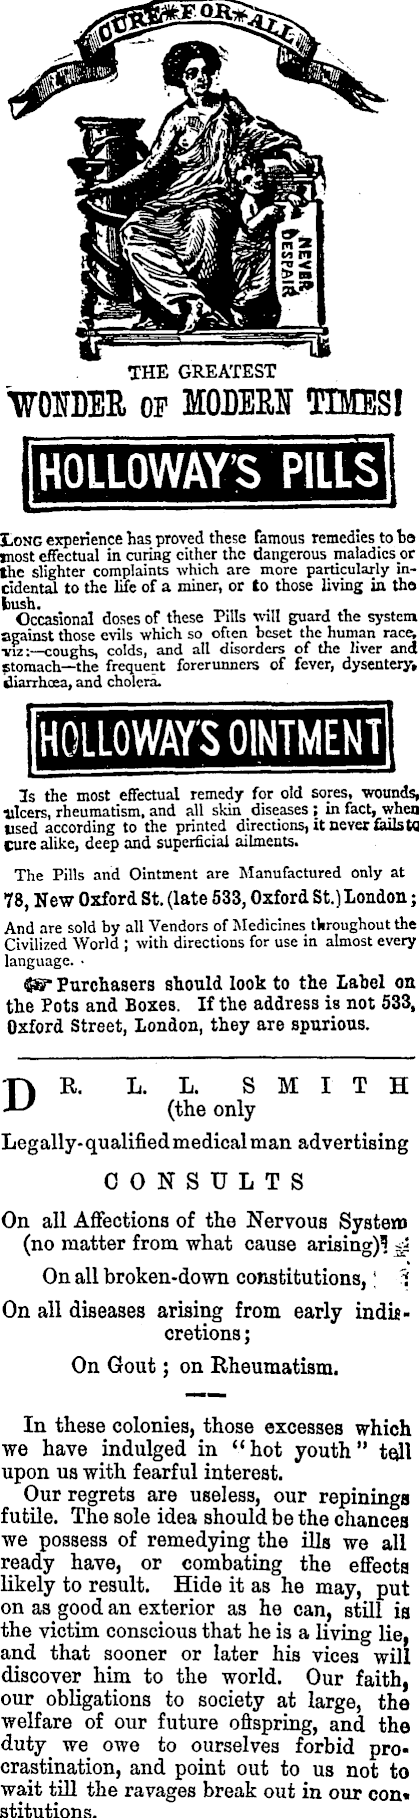 CURE * FOR * ALL
NEVER
DESPAIR
THE GREATEST
WONDER OF MODERN TIMES!
HOLLOWAY'S PILLS
LONG experience has proved these famous remedies to be
most effectual in curing either the dangerous maladies or
the slighter complaints which are more particularly in-
cidental to the life of a miner, or to those living in the
bush.
Occasional doses of these Pills will guard the system
against those evils which so often beset the human race,
viz:—coughs, colds, and all disorders of the liver and
stomach—the frequent forerunners of fever, dysentery,
diarrhœa, and cholera.
HOLLOWAY'S OINTMENT
Is the most effectual remedy for old sores, wounds,
ulcers, rheumatism, and all skin diseases; in fact, when
used according to the printed directions, it never fails to
cure alike, deep and superficial ailments.
The Pills and Ointment are Manufactured only at
78, New Oxford St. (late 533, Oxford St.) London;
And are sold by all Vendors of Medicines throughout the
Civilized World; with directions for use in almost every
language.
☞ Purchasers should look to the Label on
the Pots and Boxes. If the address is not 533,
Oxford Street, London, they are spurious.
DR. L. L. SMITH
(the only
Legally-qualified medical man advertising
CONSULTS
On all Affections of the Nervous System
(no matter from what cause arising)
On all broken-down constitutions,
On all diseases arising from early indis-
cretions;
On Gout; on Rheumatism.
In these colonies, those excesses which
we have indulged in "hot youth" tell
upon us with fearful interest.
Our regrets are useless, our repinings
futile. The sole idea should be the chances
we possess of remedying the ills we all
ready have, or combating the effects
likely to result. Hide it as he may, put
on as good an exterior as he can, still is
the victim conscious that he is a living lie,
and that sooner or later his vices will
discover him to the world. Our faith,
our obligations to society at large, the
welfare of our future offspring, and the
duty we owe to ourselves forbid pro-
crastination, and point out to us not to
wait till the ravages break out in our con-
stitutions.